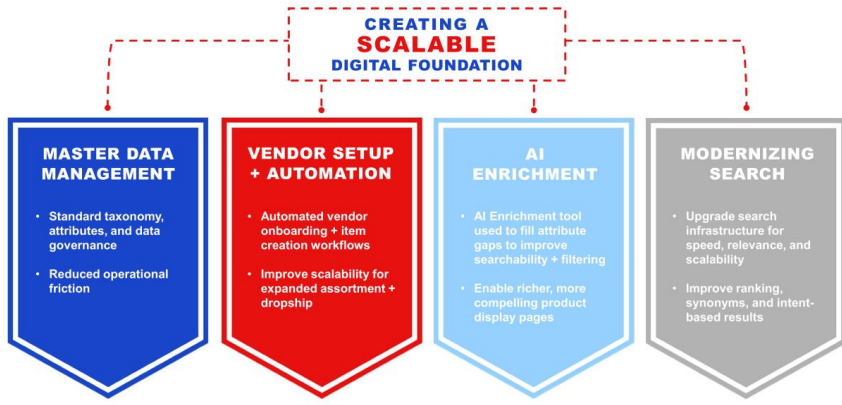 CREATING A
SCALABLE
DIGITAL FOUNDATION
MASTER DATA
MANAGEMENT
• Standard taxonomy,
attributes, and data
governance
• Reduced operational
friction
VENDOR SETUP
+ AUTOMATION
• Automated vendor
onboarding + item
creation workflows
• Improve scalability for
expanded assortment +
dropship
AI
ENRICHMENT
• AI Enrichment tool
used to fill attribute
gaps to improve
searchability + filtering
• Enable richer, more
compelling product
display pages
MODERNIZING
SEARCH
• Upgrade search
infrastructure for
speed, relevance, and
scalability
• Improve ranking,
synonyms, and intent-
based results